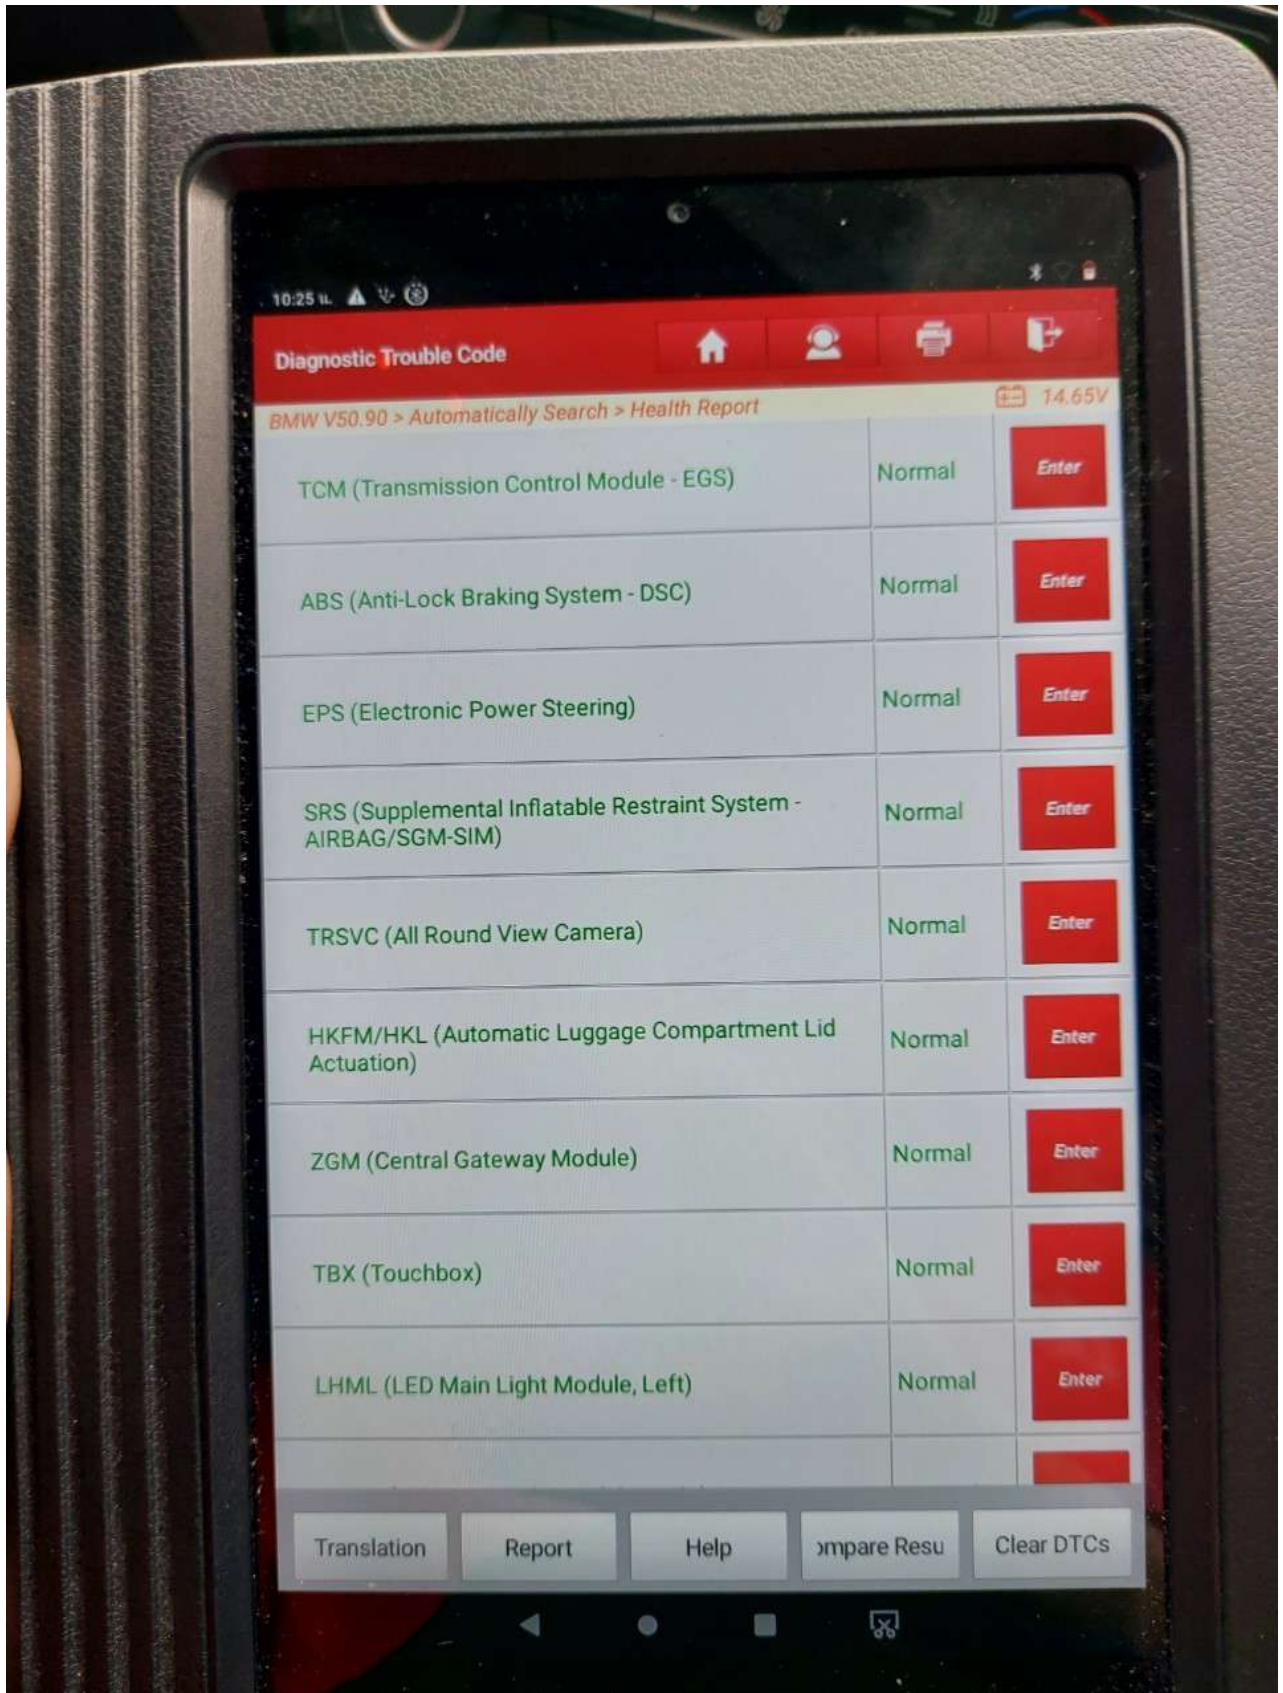 10:25 น.
Diagnostic Trouble Code
BMW V50.90 > Automatically Search > Health Report
14.65V
TCM (Transmission Control Module - EGS)
Normal
Enter
ABS (Anti-Lock Braking System - DSC)
Normal
Enter
EPS (Electronic Power Steering)
Normal
Enter
SRS (Supplemental Inflatable Restraint System -
AIRBAG/SGM-SIM)
Normal
Enter
TRSVC (All Round View Camera)
Normal
Enter
HKFM/HKL (Automatic Luggage Compartment Lid
Actuation)
Normal
Enter
ZGM (Central Gateway Module)
Normal
Enter
TBX (Touchbox)
Normal
Enter
LHML (LED Main Light Module, Left)
Normal
Enter
Translation
Report
Help
ompare Resu
Clear DTCs